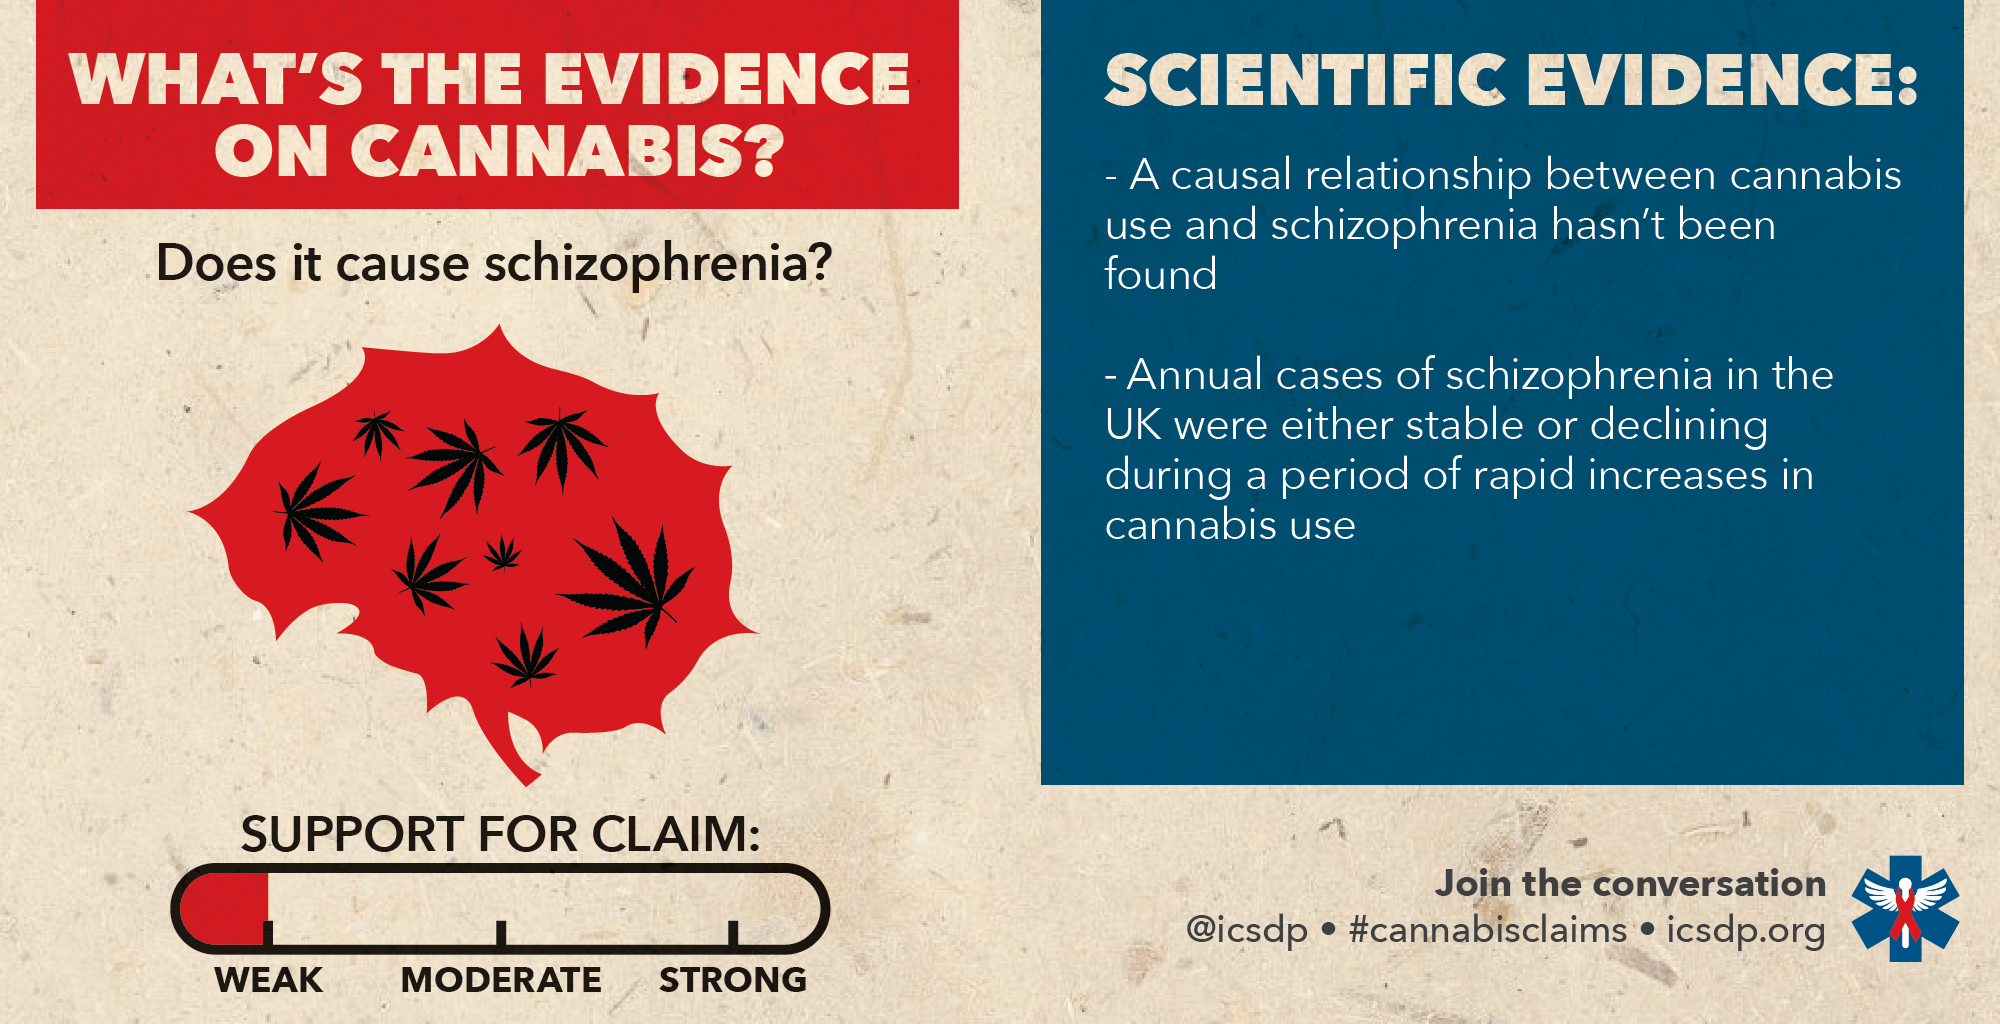 WHAT'S THE EVIDENCE
ON CANNABIS?
Does it cause schizophrenia?
SUPPORT FOR CLAIM:
WEAK MODERATE STRONG
SCIENTIFIC EVIDENCE:
- A causal relationship between cannabis
use and schizophrenia hasn't been
found
- Annual cases of schizophrenia in the
UK were either stable or declining
during a period of rapid increases in
cannabis use
Join the conversation
@icsdp • #cannabisclaims • icsdp.org